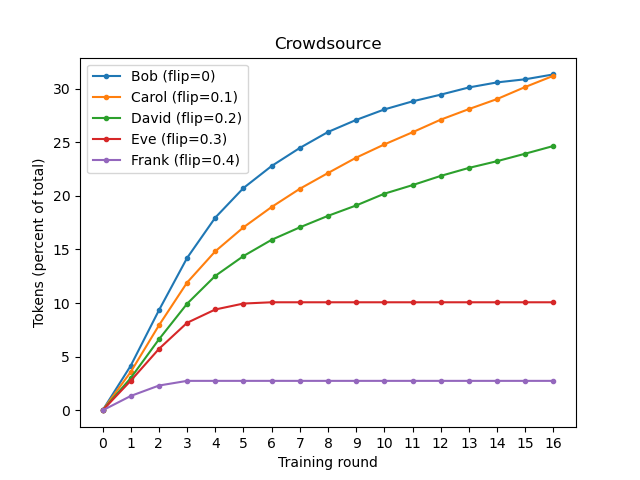 Crowdsource
Bob (flip=0)
Carol (flip=0.1)
David (flip=0.2)
Eve (flip=0.3)
Frank (flip=0.4)
Tokens (percent of total)
30
25
20
15
10
5
0
0 1 2 3 4 5 6 7 8 9 10 11 12 13 14 15 16
Training round